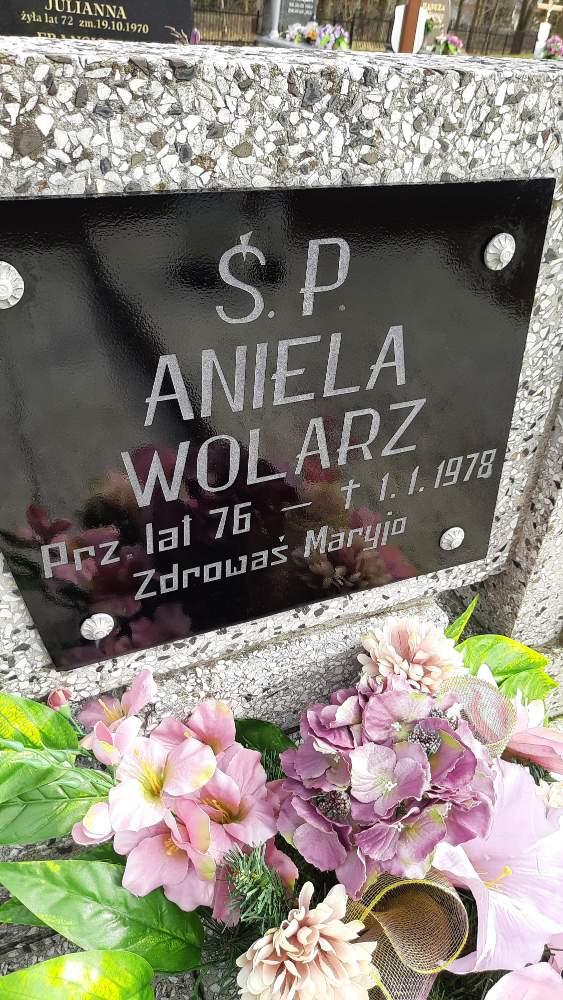 JULIANNA
żyła lat 72 zm.19.10.1970
Ś. P.
ANIELA
WOLARZ
Prz. lat 76 — † 1.1.1978
Zdrowaś Maryjo